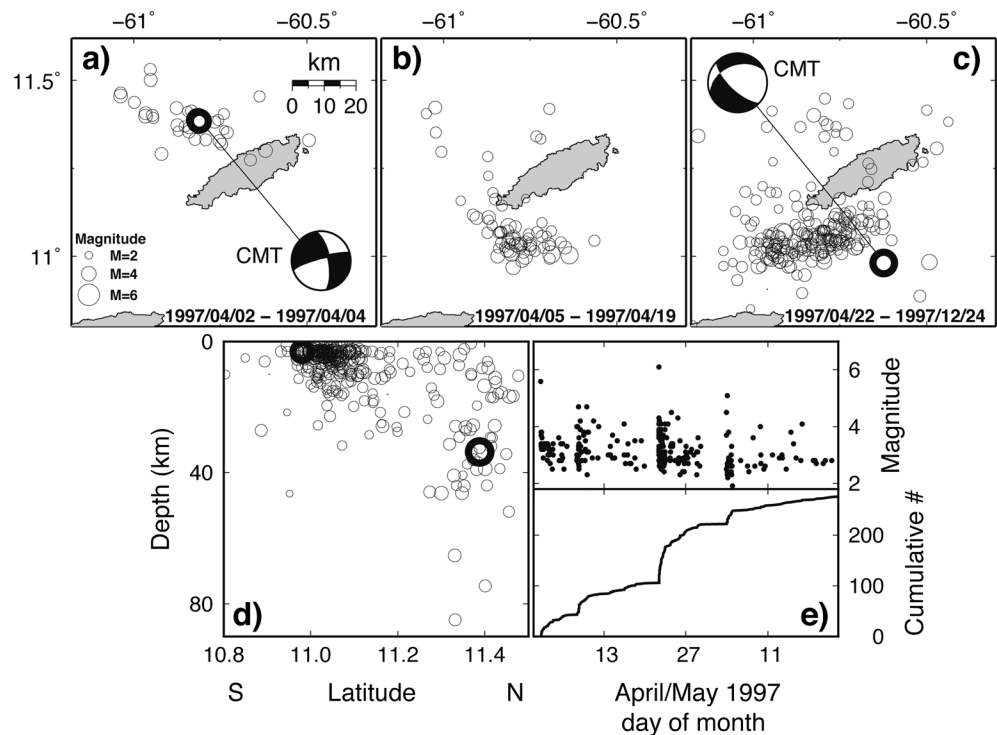 −61° −60.5° −61° −60.5° −61° −60.5°
a) km 0 10 20 b) c) CMT
11.5°
CMT
Magnitude
M=2
M=4
M=6
11°
1997/04/02 − 1997/04/04 1997/04/05 − 1997/04/19 1997/04/22 − 1997/12/24
0
40
80
Depth (km)
d)
10.8 11.0 11.2 11.4
S Latitude N
6
4
2
Magnitude
200
100
0
Cumulative #
e)
13 27 11
April/May 1997
day of month